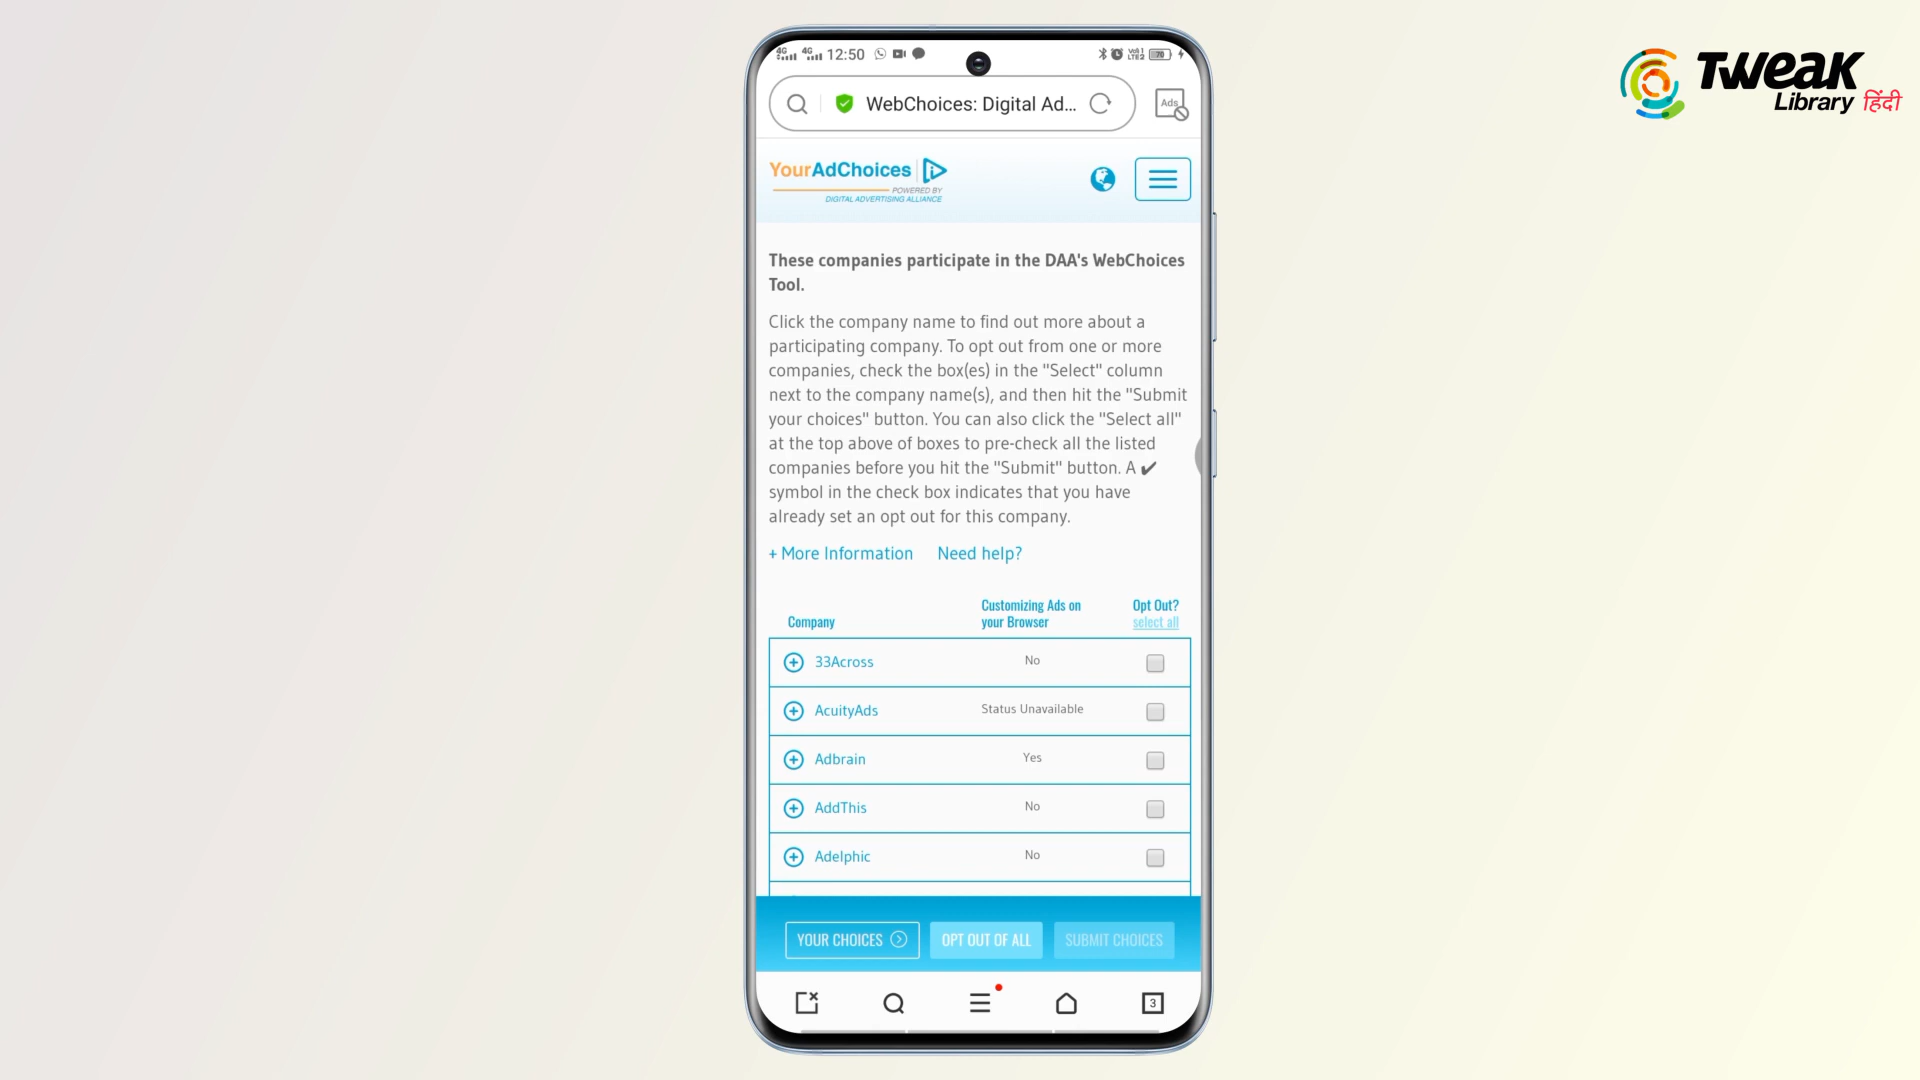 4G 4G 12:50 VoI 1 LTE2 70
WebChoices: Digital Ad...
Ads
TWeaK
Library हिंदी
YourAdChoices
POWERED BY
DIGITAL ADVERTISING ALLIANCE
These companies participate in the DAA's WebChoices
Tool.
Click the company name to find out more about a
participating company. To opt out from one or more
companies, check the box(es) in the "Select" column
next to the company name(s), and then hit the "Submit
your choices" button. You can also click the "Select all"
at the top above of boxes to pre-check all the listed
companies before you hit the "Submit" button. A ✔
symbol in the check box indicates that you have
already set an opt out for this company.
+ More Information Need help?
Company Customizing Ads on
your Browser Opt Out?
select all
33Across No
AcuityAds Status Unavailable
Adbrain Yes
AddThis No
Adelphic No
YOUR CHOICES OPT OUT OF ALL SUBMIT CHOICES
3